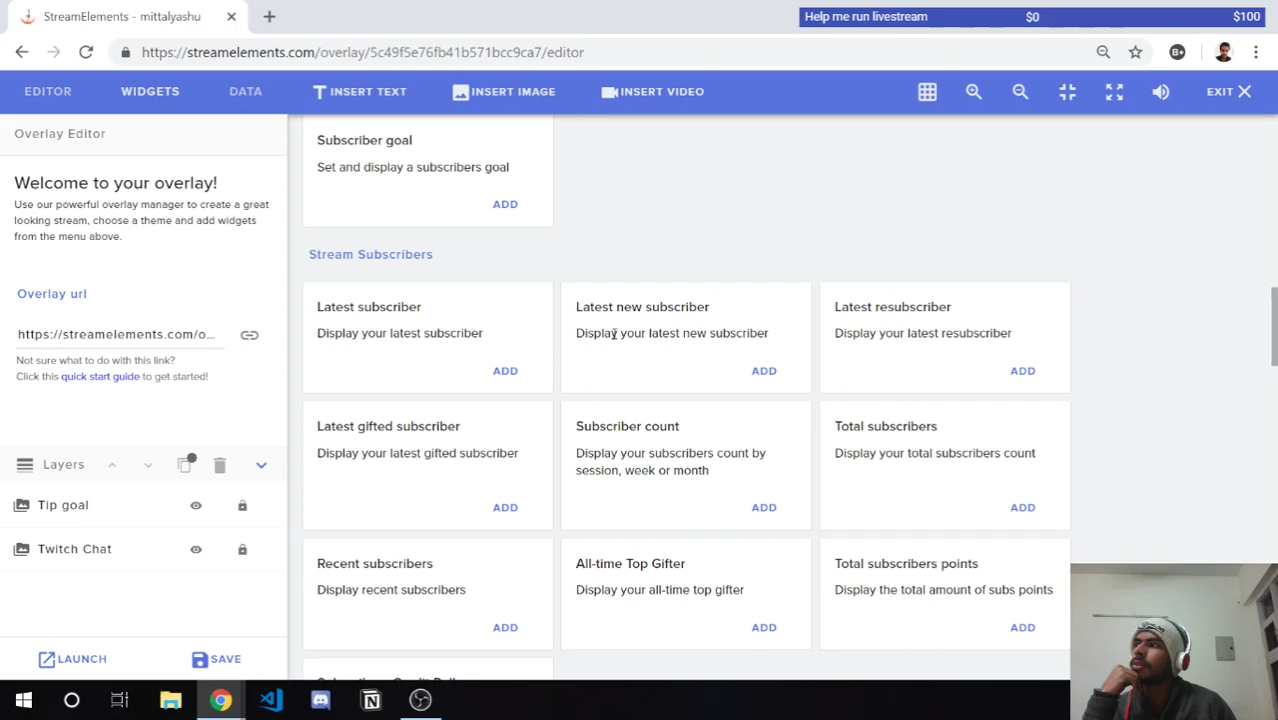 StreamElements - mittalyashu
Help me run livestream $0 $100
https://streamelements.com/overlay/5c49f5e76fb41b571bcc9ca7/editor
EDITOR WIDGETS DATA INSERT TEXT INSERT IMAGE INSERT VIDEO EXIT
Overlay Editor
Welcome to your overlay!
Use our powerful overlay manager to create a great
looking stream, choose a theme and add widgets
from the menu above.
Overlay url
https://streamelements.com/o...
Not sure what to do with this link?
Click this quick start guide to get started!
Layers
Tip goal
Twitch Chat
LAUNCH SAVE
Subscriber goal
Set and display a subscribers goal
ADD
Stream Subscribers
Latest subscriber
Display your latest subscriber
ADD
Latest new subscriber
Display your latest new subscriber
ADD
Latest resubscriber
Display your latest resubscriber
ADD
Latest gifted subscriber
Display your latest gifted subscriber
ADD
Subscriber count
Display your subscribers count by
session, week or month
ADD
Total subscribers
Display your total subscribers count
ADD
Recent subscribers
Display recent subscribers
ADD
All-time Top Gifter
Display your all-time top gifter
ADD
Total subscribers points
Display the total amount of subs points
ADD